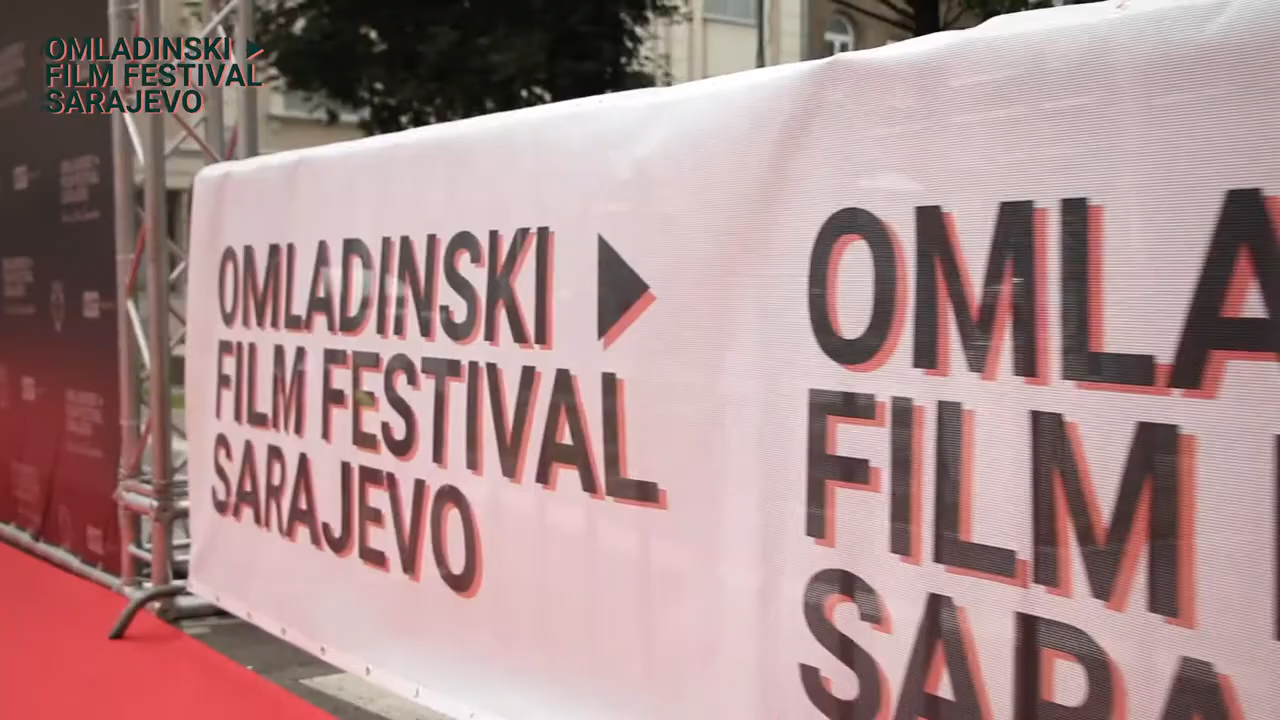 OMLADINSKI
FILM FESTIVAL
SARAJEVO
OMLADINSKI
FILM FESTIVAL
SARAJEVO
OMLA
FILM
SARA